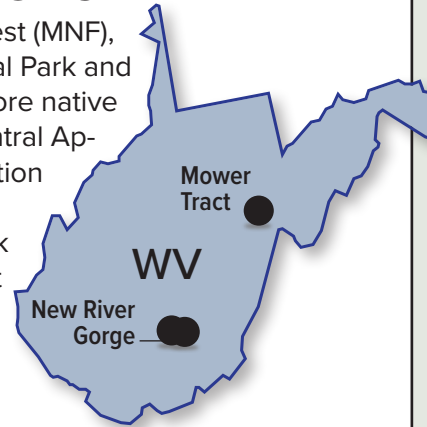 est (MNF),
al Park and
ore native
ntral Ap-
tion
k
Mower
Tract
WV
New River
Gorge